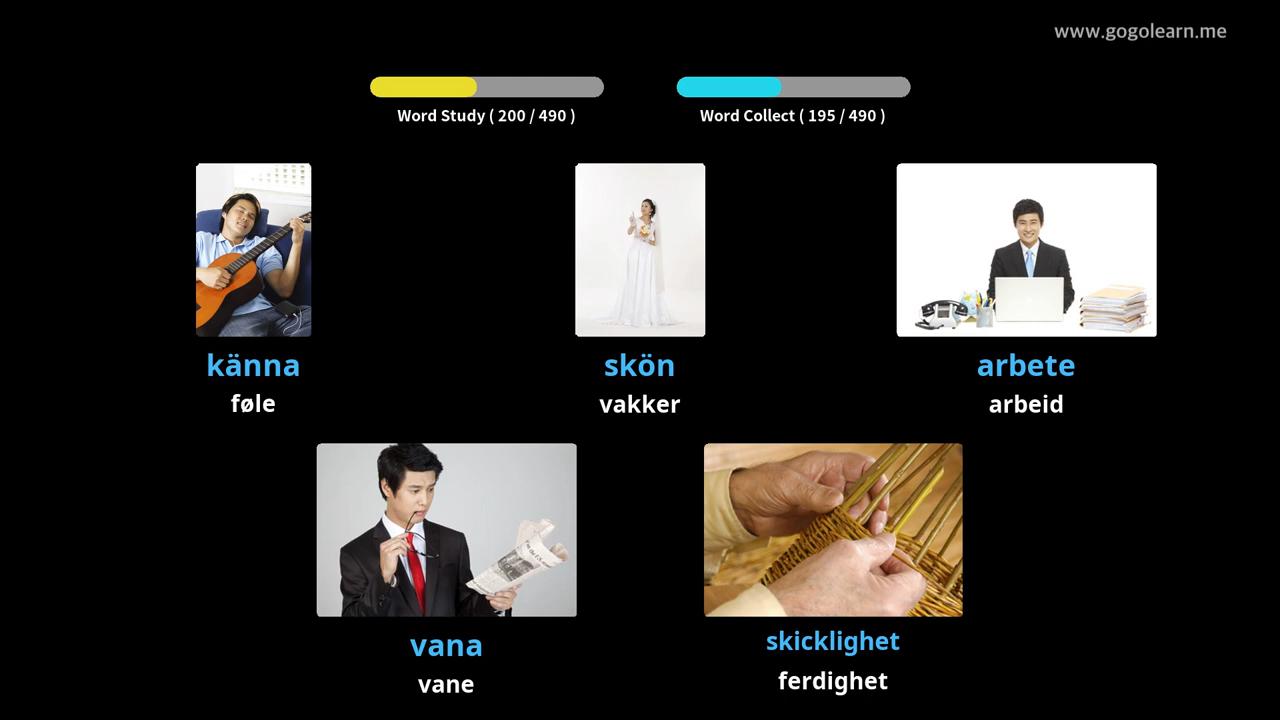 www.gogolearn.me
Word Study ( 200 / 490 )
Word Collect ( 195 / 490 )
känna
føle
skön
vakker
arbete
arbeid
vana
vane
skicklighet
ferdighet